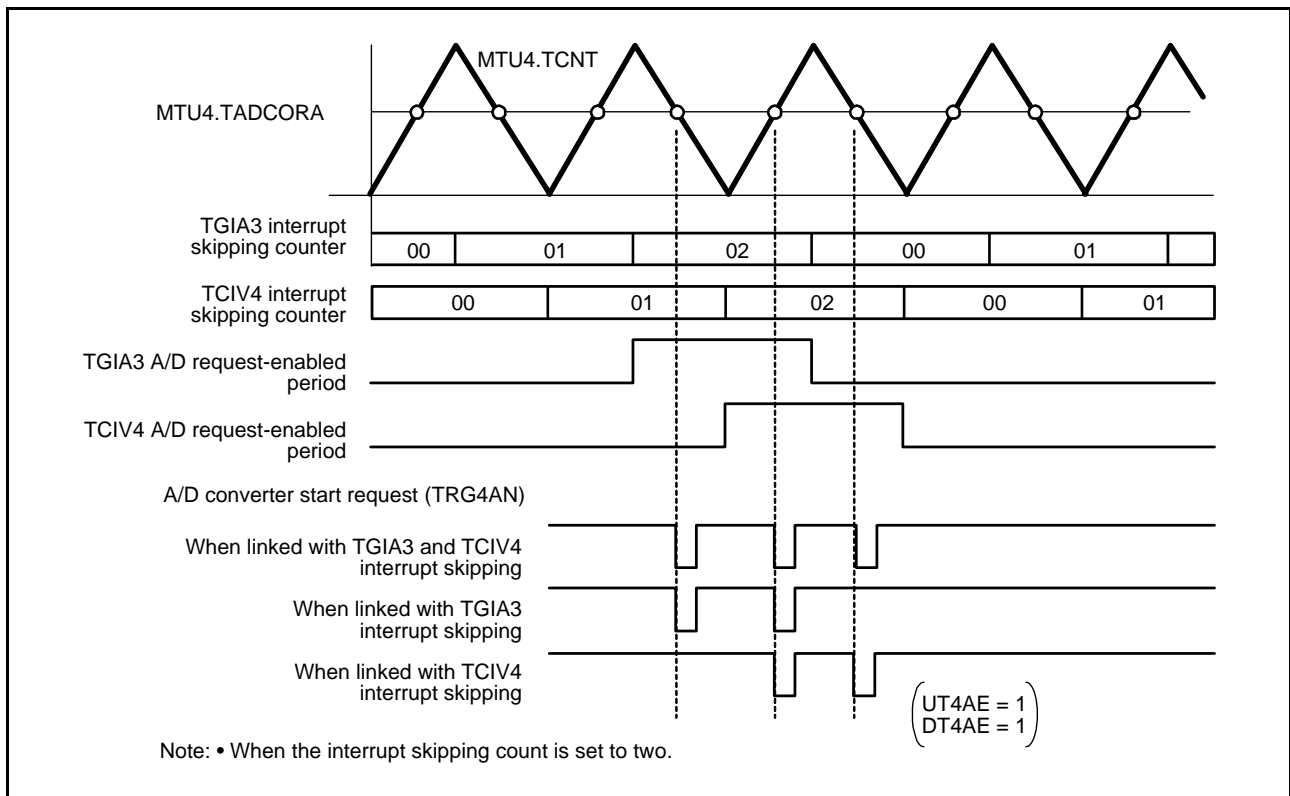 MTU4.TCNT
MTU4.TADCORA
TGIA3 interrupt
skipping counter
00 01 02 00 01
TCIV4 interrupt
skipping counter
00 01 02 00 01
TGIA3 A/D request-enabled
period
TCIV4 A/D request-enabled
period
A/D converter start request (TRG4AN)
When linked with TGIA3 and TCIV4
interrupt skipping
When linked with TGIA3
interrupt skipping
When linked with TCIV4
interrupt skipping
UT4AE = 1
DT4AE = 1
Note: • When the interrupt skipping count is set to two.